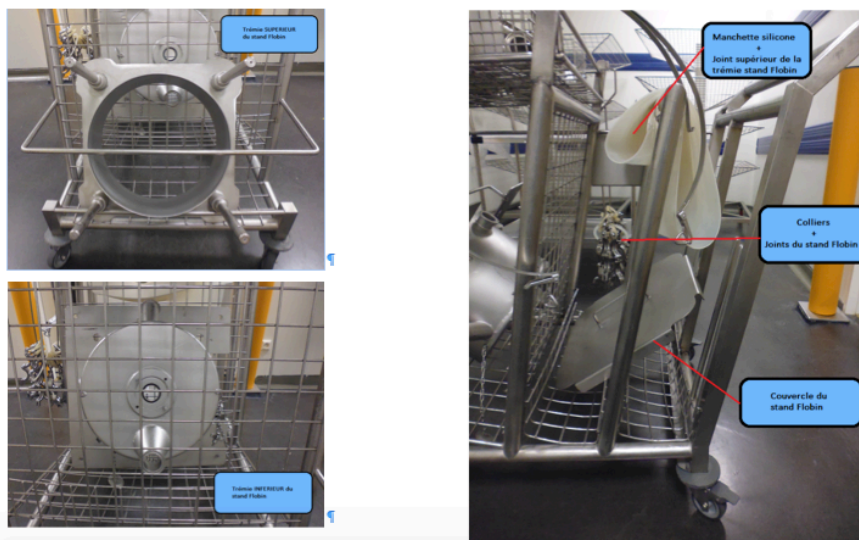 Trémie SUPERIEUR
du stand Flobin
¶
Trémie INFERIEUR du
stand Flobin
¶
Manchette silicone
+
Joint supérieur de la
trémie stand Flobin
Colliers
+
Joints du stand Flobin
Couvercle du
stand Flobin